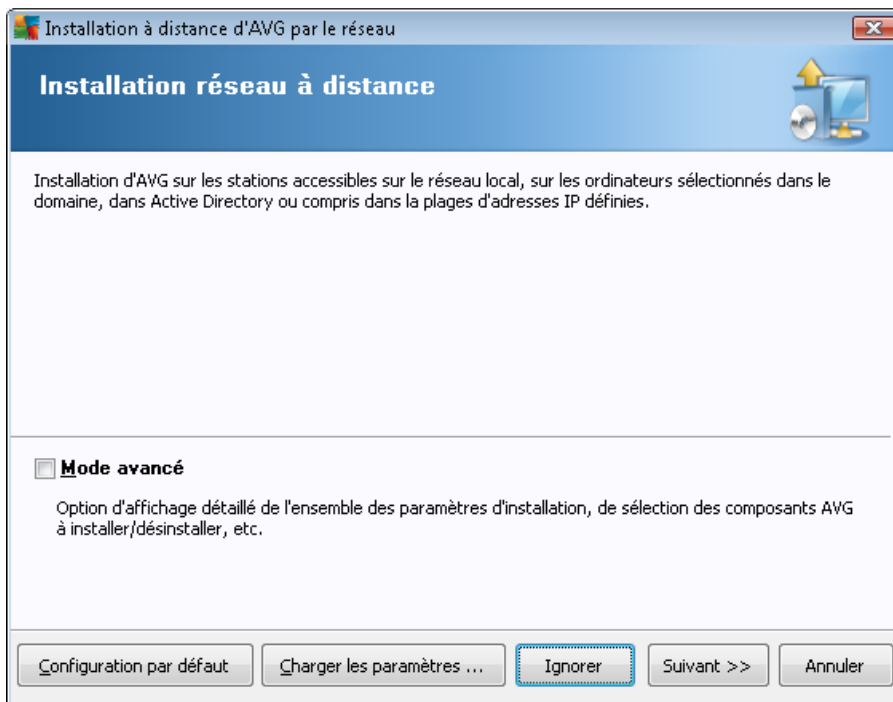 Installation à distance d'AVG par le réseau
Installation réseau à distance
Installation d'AVG sur les stations accessibles sur le réseau local, sur les ordinateurs sélectionnés dans le
domaine, dans Active Directory ou compris dans la plages d'adresses IP définies.
Mode avancé
Option d'affichage détaillé de l'ensemble des paramètres d'installation, de sélection des composants AVG
à installer/désinstaller, etc.
Configuration par défaut
Charger les paramètres ...
Ignorer
Suivant >>
Annuler